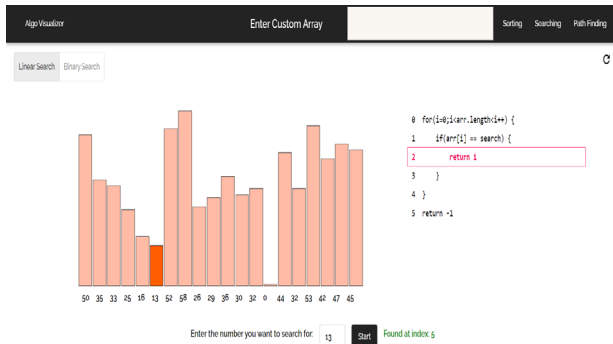 Algo Visualizor Enter Custom Array Sorting Searching Path Finding
Linear Search Binary Search
0 for(i=0;i<arr.length<i++) {
1 if(arr[i] == search) {
2 return i
3 }
4 }
5 return -1
50 35 33 25 16 13 52 58 26 29 36 30 32 0 44 32 53 42 47 45
Enter the number you want to search for: 13 Start Found at index: 5